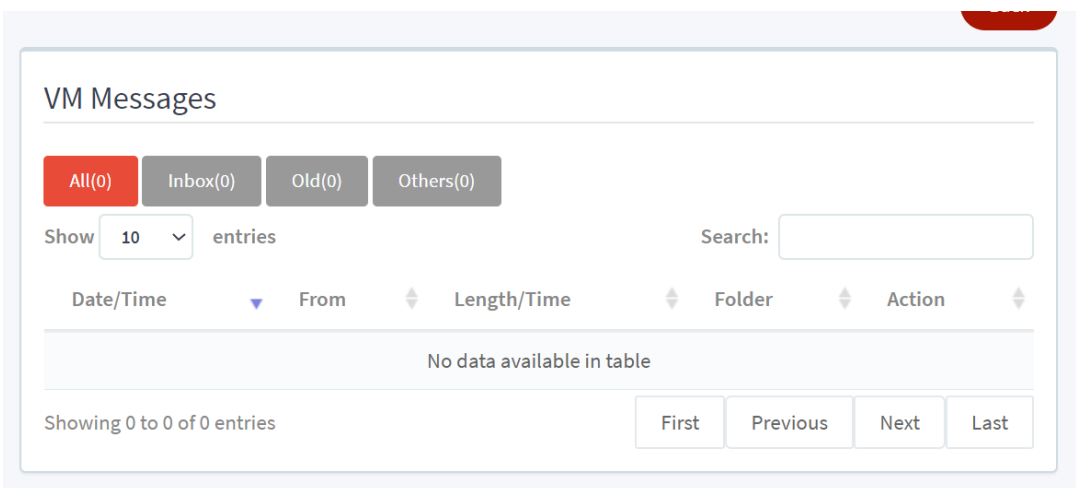 VM Messages
All(0) Inbox(0) Old(0) Others(0)
Show 10 entries Search:
Date/Time From Length/Time Folder Action
No data available in table
Showing 0 to 0 of 0 entries First Previous Next Last